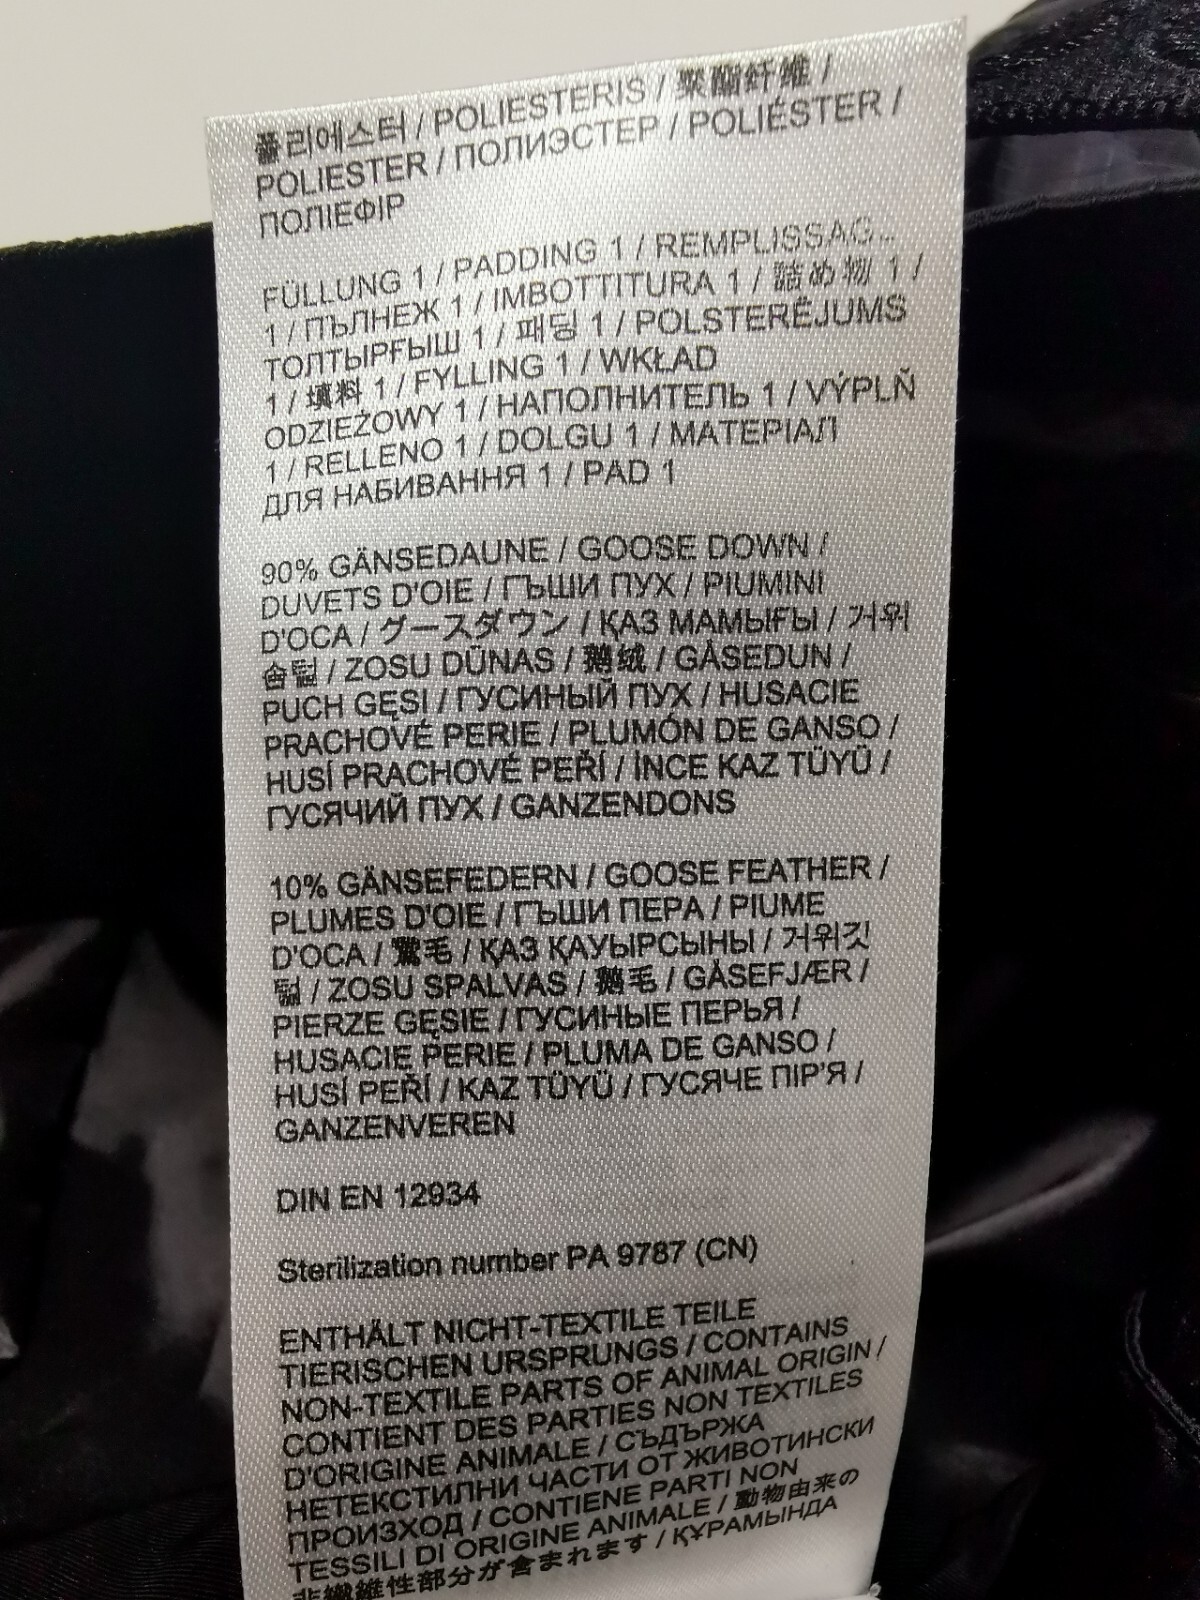 폴리에스터 / POLIESTERIS / 聚酯纤维 /
POLIESTER / ПОЛИЭСТЕР / POLIÉSTER /
ПОЛІЕФІР
FÜLLUNG 1 / PADDING 1 / REMPLISSAG...
1 / ПЪЛНЕЖ 1 / IMBOTTITURA 1 / 詰め物 1 /
ТОЛТЫРҒЫШ 1 / 패딩 1 / POLSTERĖJUMS
1 / 填料 1 / FYLLING 1 / WKŁAD
ODZIEŻOWY 1 / НАПОЛНИТЕЛЬ 1 / VÝPLŇ
1 / RELLENO 1 / DOLGU 1 / МАТЕРІАЛ
ДЛЯ НАБИВАННЯ 1 / PAD 1
90% GÄNSEDAUNE / GOOSE DOWN /
DUVETS D'OIE / ГЪШИ ПУХ / PIUMINI
D'OCA / グースダウン / ҚАЗ МАМЫҒЫ / 거위
솜털 / ZOSU DŪNAS / 鹅绒 / GÅSEDUN /
PUCH GĘSI / ГУСИНЫЙ ПУХ / HUSACIE
PRACHOVÉ PERIE / PLUMÓN DE GANSO /
HUSÍ PRACHOVÉ PEŘÍ / İNCE KAZ TÜYÜ /
ГУСЯЧИЙ ПУХ / GANZENDONS
10% GÄNSEFEDERN / GOOSE FEATHER /
PLUMES D'OIE / ГЪШИ ПЕРА / PIUME
D'OCA / 鵞毛 / ҚАЗ ҚАУЫРСЫНЫ / 거위깃
털 / ZOSU SPALVAS / 鹅毛 / GÅSEFJÆR /
PIERZE GĘSIE / ГУСИНЫЕ ПЕРЬЯ /
HUSACIE PERIE / PLUMA DE GANSO /
HUSÍ PEŘÍ / KAZ TÜYÜ / ГУСЯЧЕ ПІР'Я /
GANZENVEREN
DIN EN 12934
Sterilization number PA 9787 (CN)
ENTHÄLT NICHT-TEXTILE TEILE
TIERISCHEN URSPRUNGS / CONTAINS
NON-TEXTILE PARTS OF ANIMAL ORIGIN /
CONTIENT DES PARTIES NON TEXTILES
D'ORIGINE ANIMALE / СЪДЪРЖА
НЕТЕКСТИЛНИ ЧАСТИ ОТ ЖИВОТИНСКИ
ПРОИЗХОД / CONTIENE PARTI NON
TESSILI DI ORIGINE ANIMALE / 動物由来の
非繊維性部分が含まれます / Қ¥РАМЫНДА